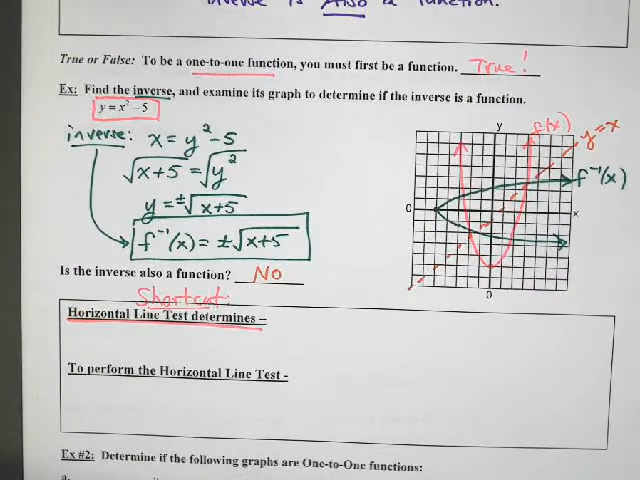 inverse is ALSO a function.
True or False: To be a one-to-one function, you must first be a function. True!
Ex: Find the inverse, and examine its graph to determine if the inverse is a function.
y = x² - 5
inverse: x = y² - 5
√x+5 = √y²
y = ±√x+5
f⁻¹(x) = ±√x+5
y
f(x)
y=x
f⁻¹(x)
0
x
0
Is the inverse also a function? NO
Shortcut:
Horizontal Line Test determines –
To perform the Horizontal Line Test -
Ex #2: Determine if the following graphs are One-to-One functions:
a.